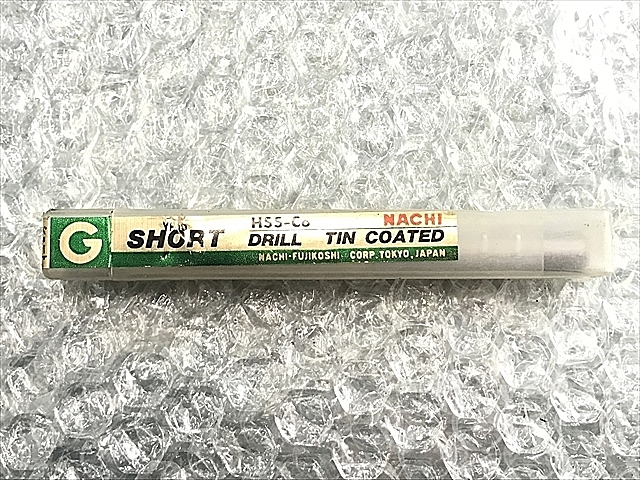 HSS-Co NACHI
G SHORT DRILL TIN COATED
NACHI-FUJIKOSHI CORP. TOKYO, JAPAN